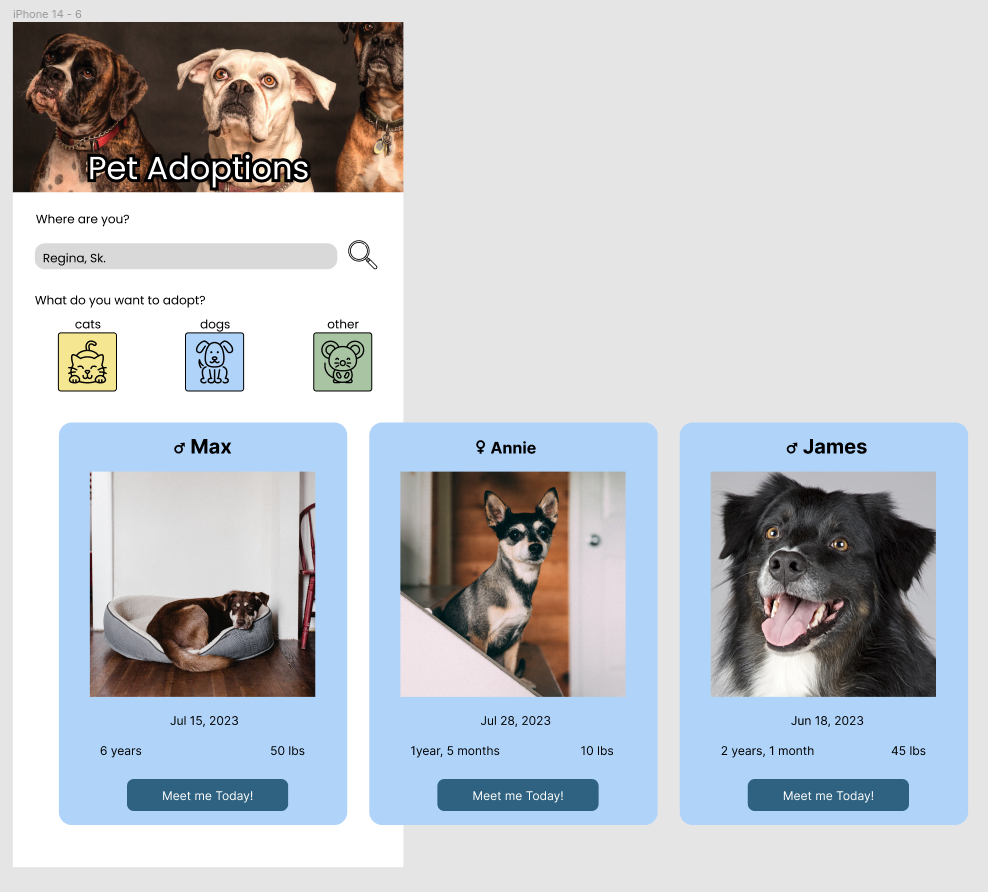 iPhone 14 - 6
Pet Adoptions
Where are you?
Regina, Sk.
What do you want to adopt?
cats dogs other
♂ Max
♀ Annie
♂ James
Jul 15, 2023
Jul 28, 2023
Jun 18, 2023
6 years 50 lbs
1year, 5 months 10 lbs
2 years, 1 month 45 lbs
Meet me Today!
Meet me Today!
Meet me Today!